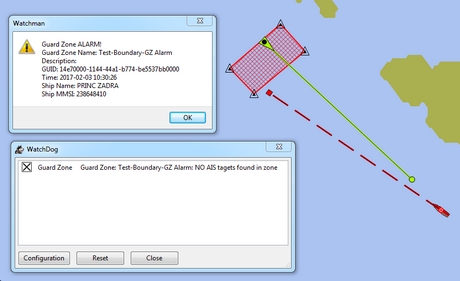 Watchman
Guard Zone ALARM!
Guard Zone Name: Test-Boundary-GZ Alarm
Description:
GUID: 14e70000-1144-44a1-b774-be5537bb0000
Time: 2017-02-03 10:30:26
Ship Name: PRINC ZADRA
Ship MMSI: 238648410
OK
WatchDog
Guard Zone Guard Zone: Test-Boundary-GZ Alarm: NO AIS tagets found in zone
Configuration Reset Close